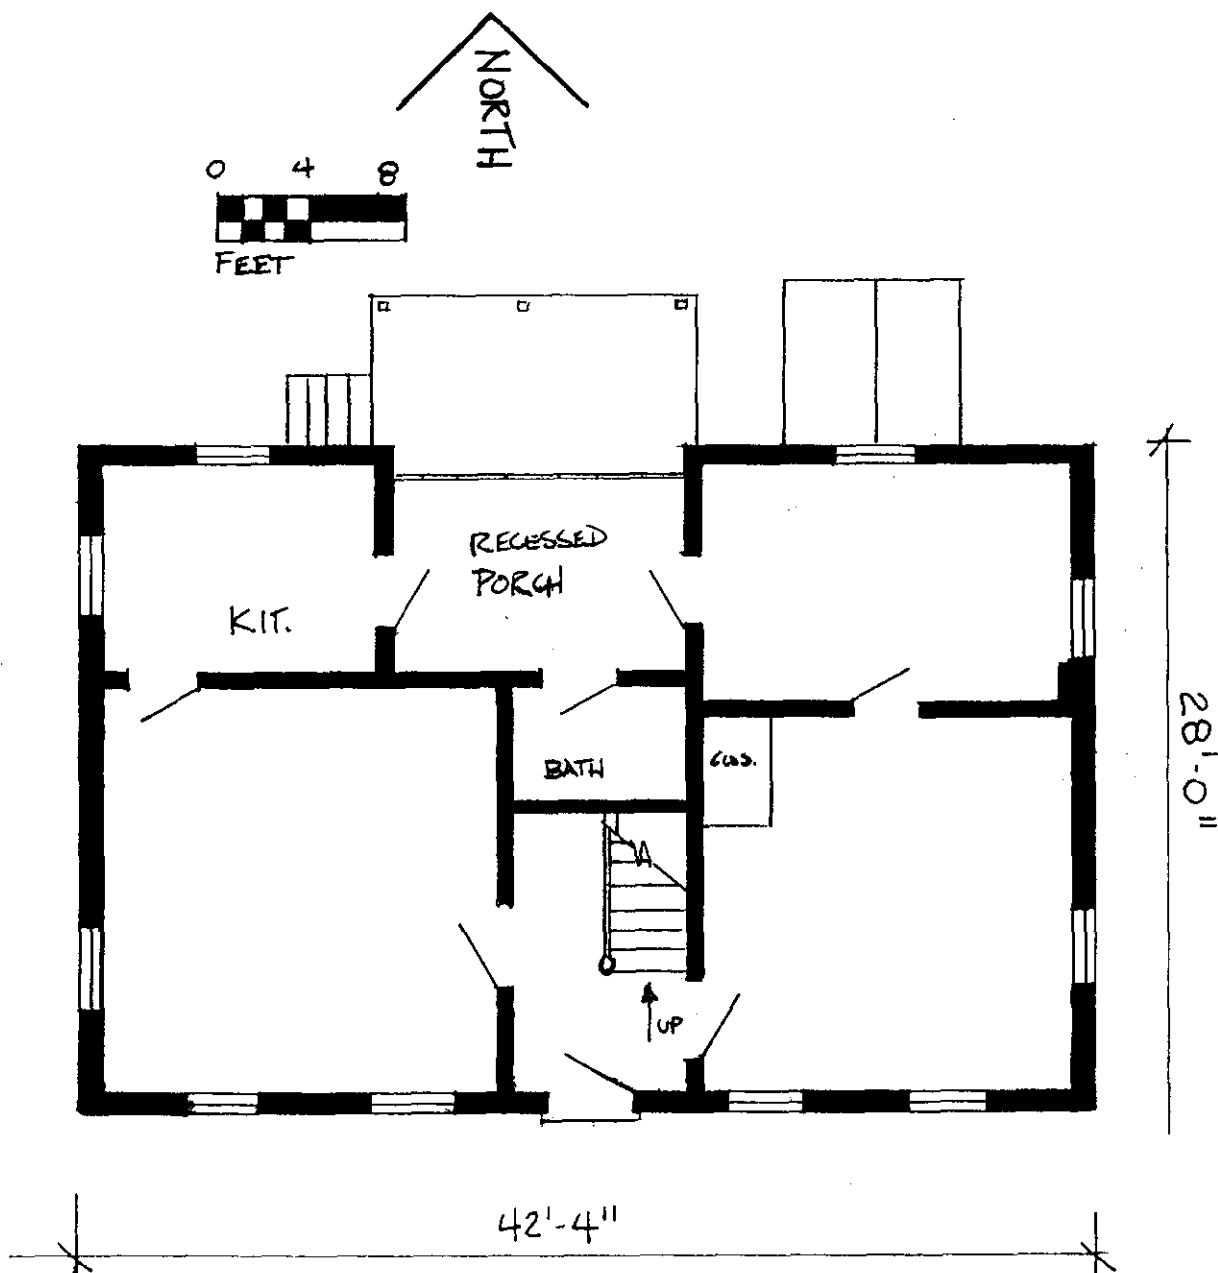 NORTH
0 4 8
FEET
RECESSED
PORCH
KIT.
BATH
CLOS.
UP
28'-0"
42'-4"